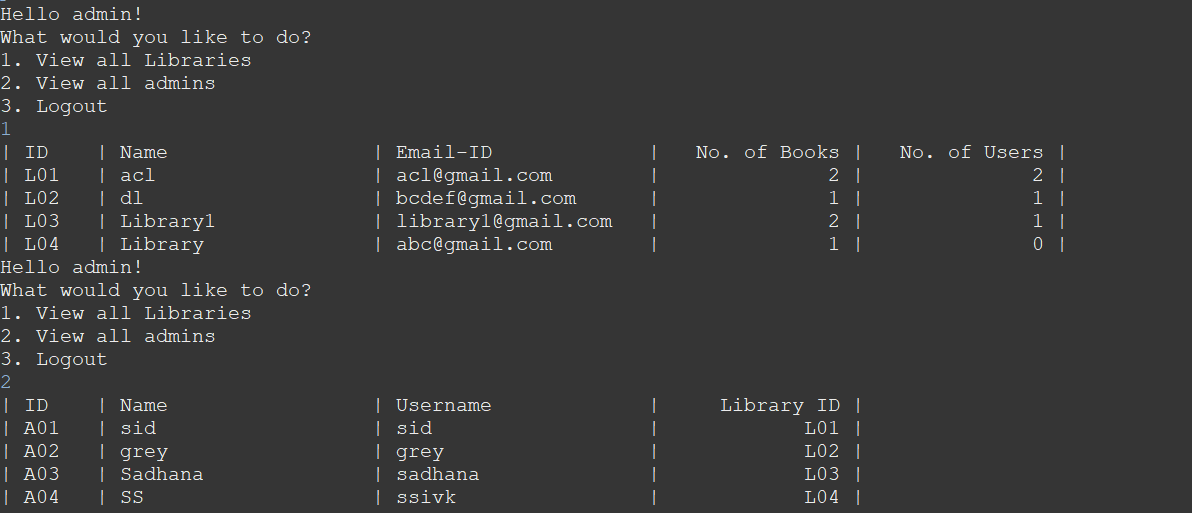 Hello admin!
What would you like to do?
1. View all Libraries
2. View all admins
3. Logout
1
| ID    | Name                 | Email-ID             |   No. of Books |   No. of Users |
| L01   | acl                  | acl@gmail.com        |              2 |              2 |
| L02   | dl                   | bcdef@gmail.com      |              1 |              1 |
| L03   | Library1             | library1@gmail.com   |              2 |              1 |
| L04   | Library              | abc@gmail.com        |              1 |              0 |
Hello admin!
What would you like to do?
1. View all Libraries
2. View all admins
3. Logout
2
| ID    | Name                 | Username             |     Library ID |
| A01   | sid                  | sid                  |            L01 |
| A02   | grey                 | grey                 |            L02 |
| A03   | Sadhana              | sadhana              |            L03 |
| A04   | SS                   | ssivk                |            L04 |